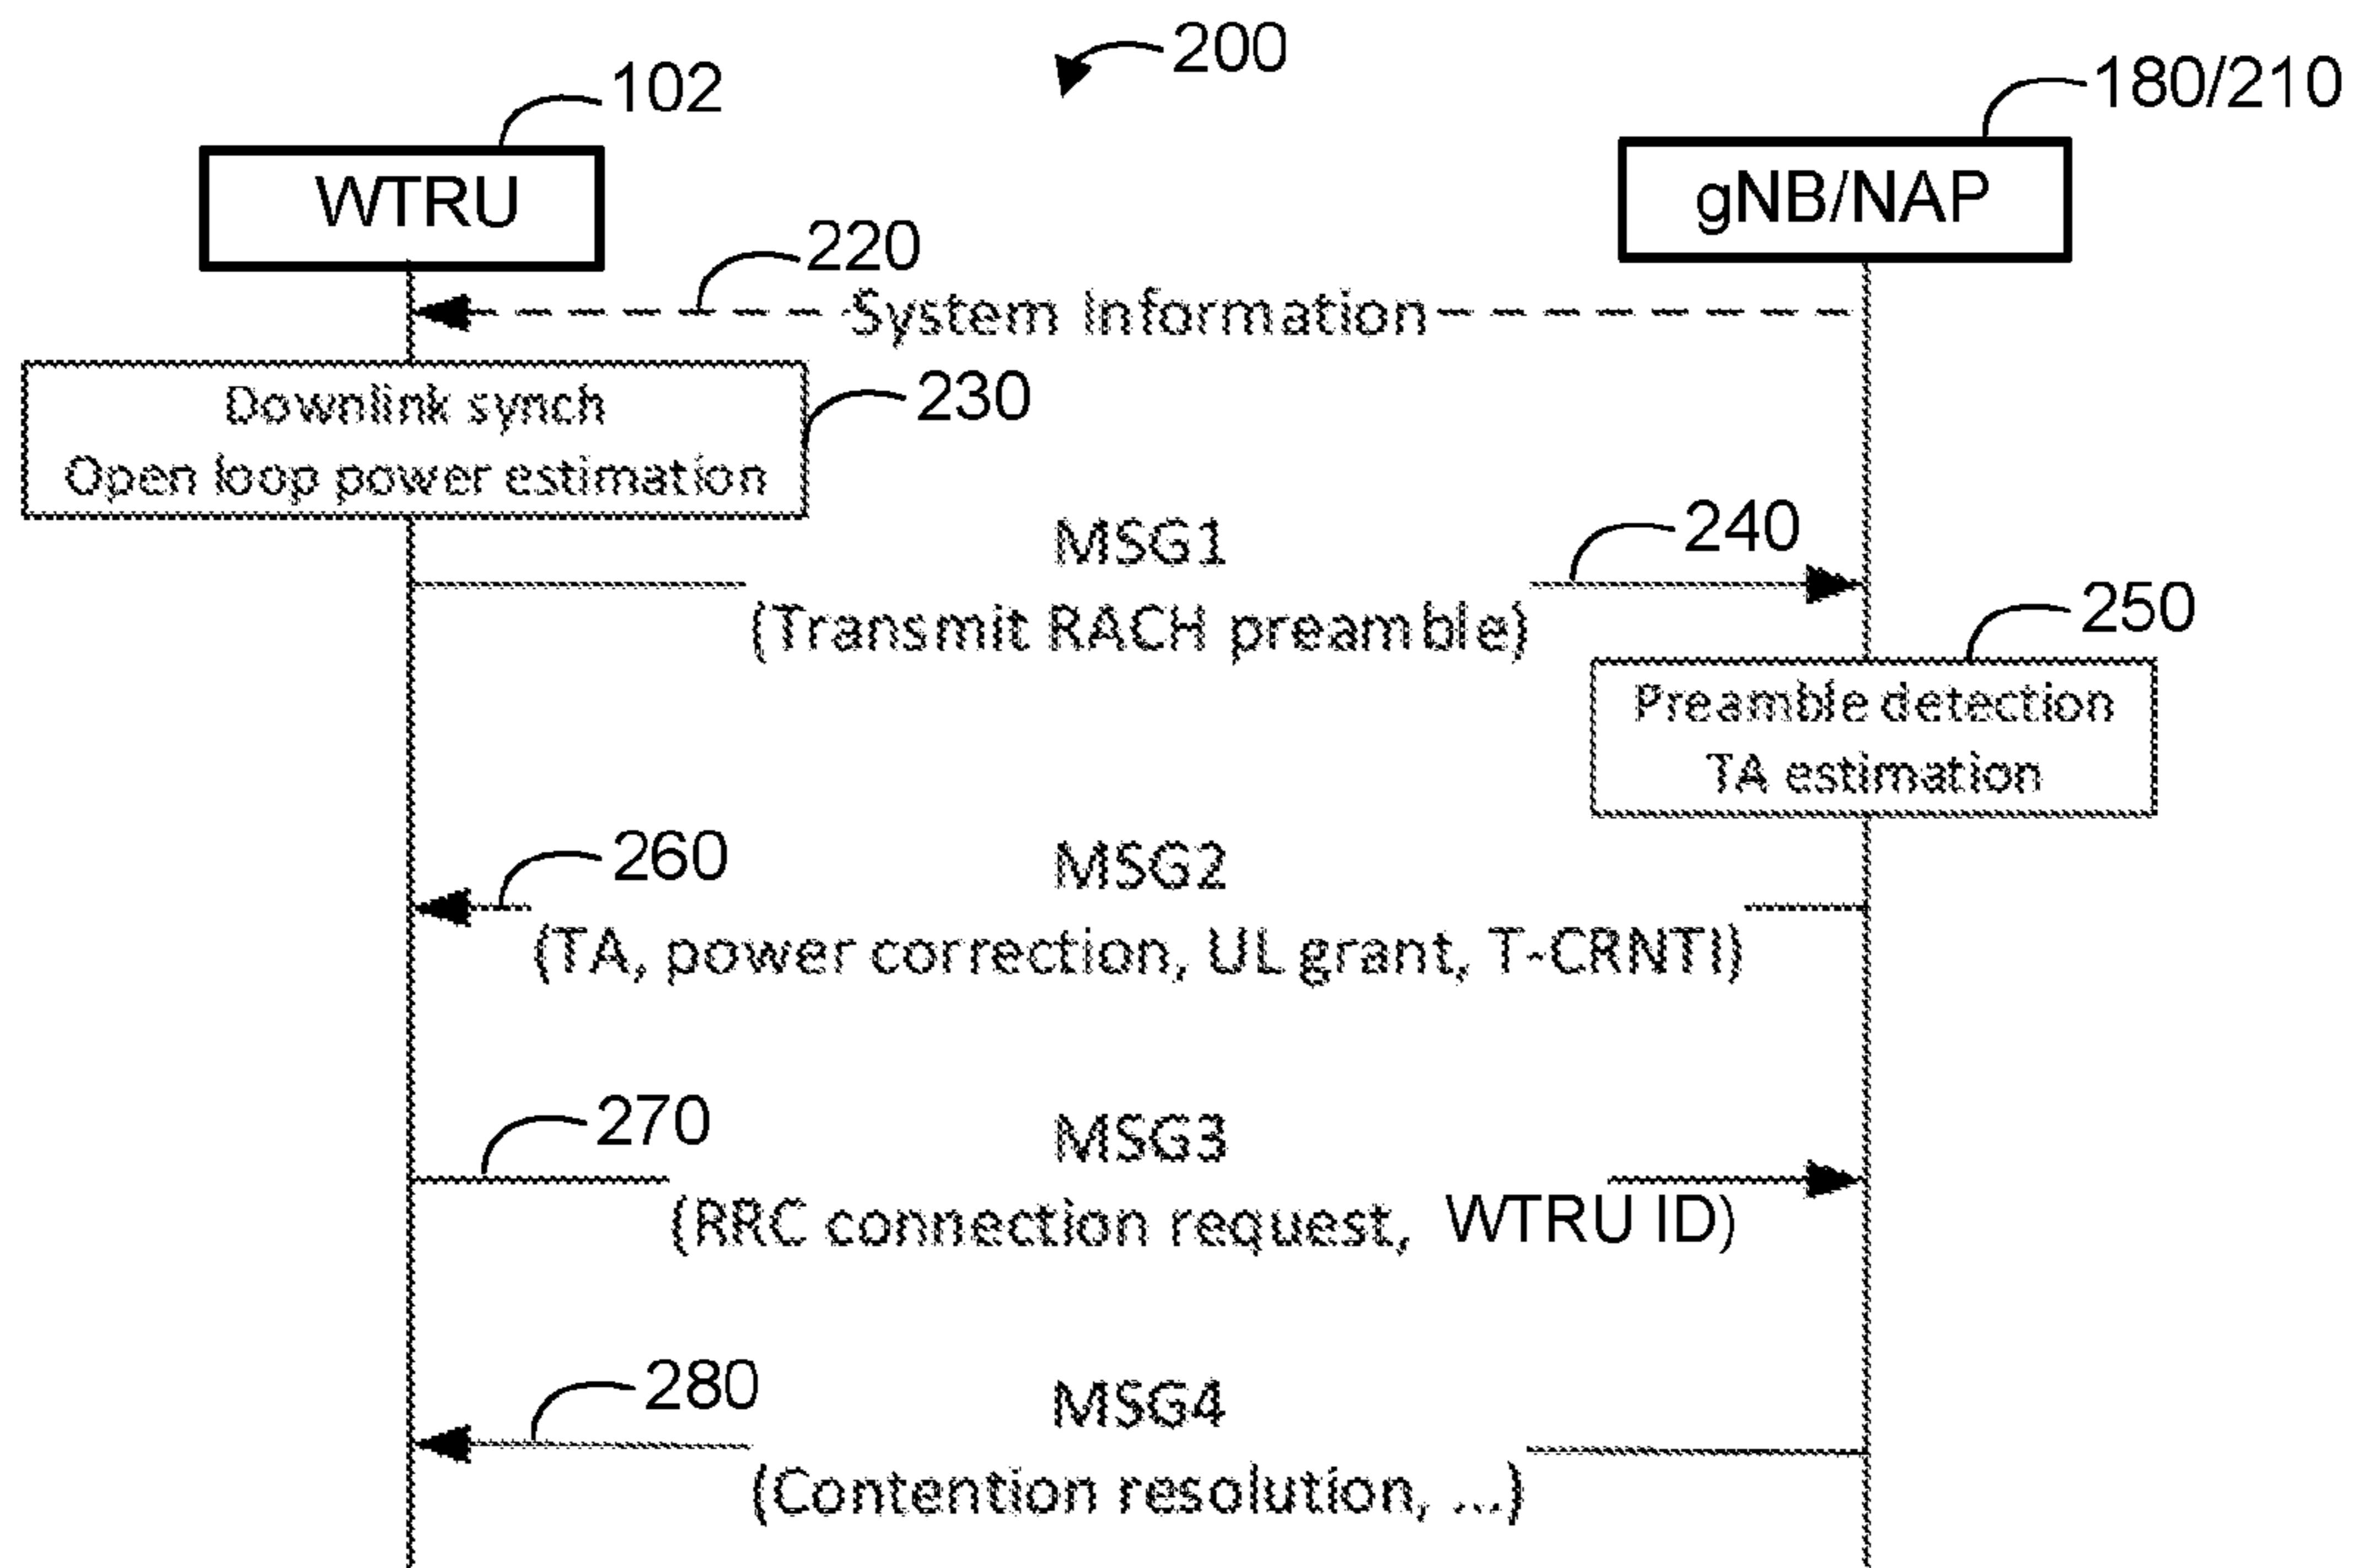 200
102
180/210
WTRU
gNB/NAP
220
System Information
230
Downlink synch
Open loop power estimation
240
MSG1
(Transmit RACH preamble)
250
Preamble detection
TA estimation
260
MSG2
(TA, power correction, UL grant, T-CRNTI)
270
MSG3
(RRC connection request, WTRU ID)
280
MSG4
(Contention resolution, ...)